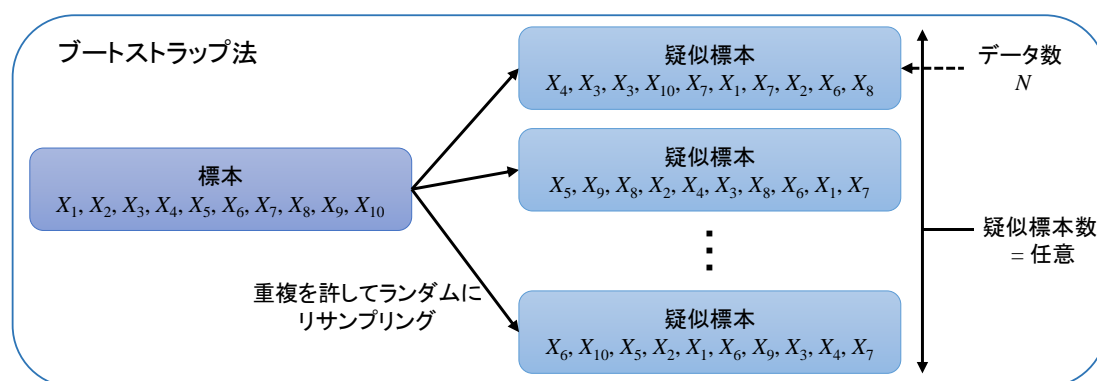 ブートストラップ法
疑似標本
X4, X3, X3, X10, X7, X1, X7, X2, X6, X8
データ数
N
標本
X1, X2, X3, X4, X5, X6, X7, X8, X9, X10
疑似標本
X5, X9, X8, X2, X4, X3, X8, X6, X1, X7
疑似標本数
= 任意
重複を許してランダムに
リサンプリング
疑似標本
X6, X10, X5, X2, X1, X6, X9, X3, X4, X7